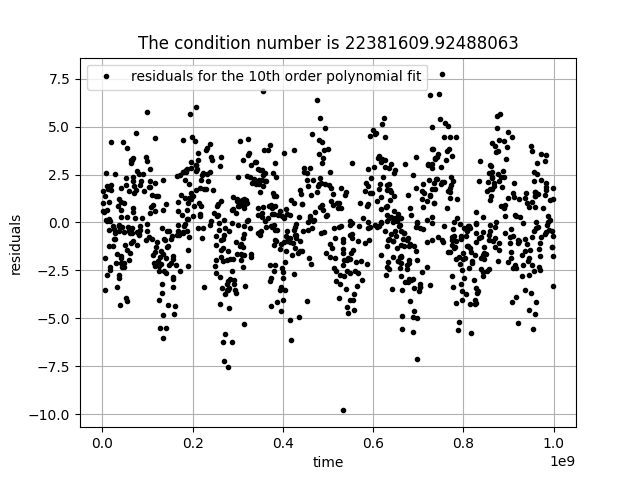 The condition number is 22381609.92488063
residuals for the 10th order polynomial fit
7.5
5.0
2.5
0.0
−2.5
−5.0
−7.5
−10.0
residuals
0.0 0.2 0.4 0.6 0.8 1.0
time
1e9